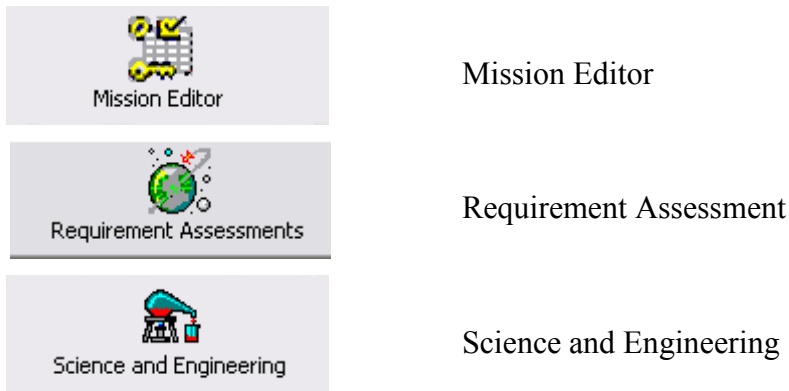 Mission Editor
Mission Editor
Requirement Assessments
Requirement Assessment
Science and Engineering
Science and Engineering